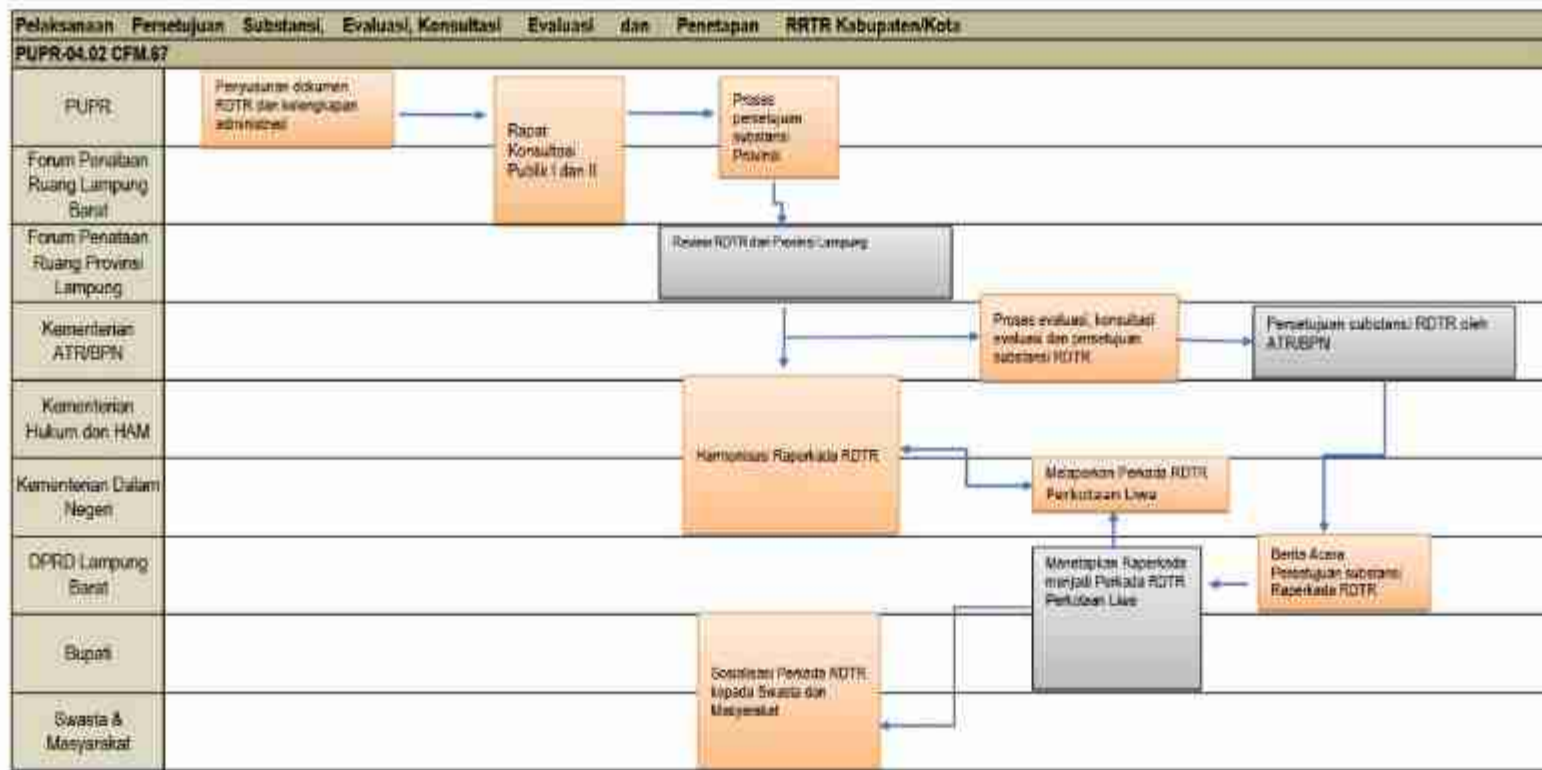 Pelaksanaan Persetujuan Substansi, Evaluasi, Konsultasi Evaluasi dan Penetapan RRTR Kabupaten/Kota
PUPR-04.02 CFM.67
PUPR
Penyusunan dokumen
RDTR dan kelengkapan
administrasi
Rapat
Konsultasi
Publik I dan II
Proses
persetujuan
substansi
Provinsi
Forum Penataan
Ruang Lampung
Barat
Forum Penataan
Ruang Provinsi
Lampung
Review RDTR dari Provinsi Lampung
Kementerian
ATR/BPN
Proses evaluasi, konsultasi
evaluasi dan persetujuan
substansi RDTR
Persetujuan substansi RDTR oleh
ATR/BPN
Kementerian
Hukum dan HAM
Harmonisasi Raperkada RDTR
Kementerian Dalam
Negeri
Melaporkan Perkada RDTR
Perkotaan Liwa
DPRD Lampung
Barat
Menetapkan Raperkada
menjadi Perkada RDTR
Perkotaan Liwa
Berita Acara
Persetujuan substansi
Raperkada RDTR
Bupati
Sosialisasi Perkada RDTR
kepada Swasta dan
Masyarakat
Swasta &
Masyarakat